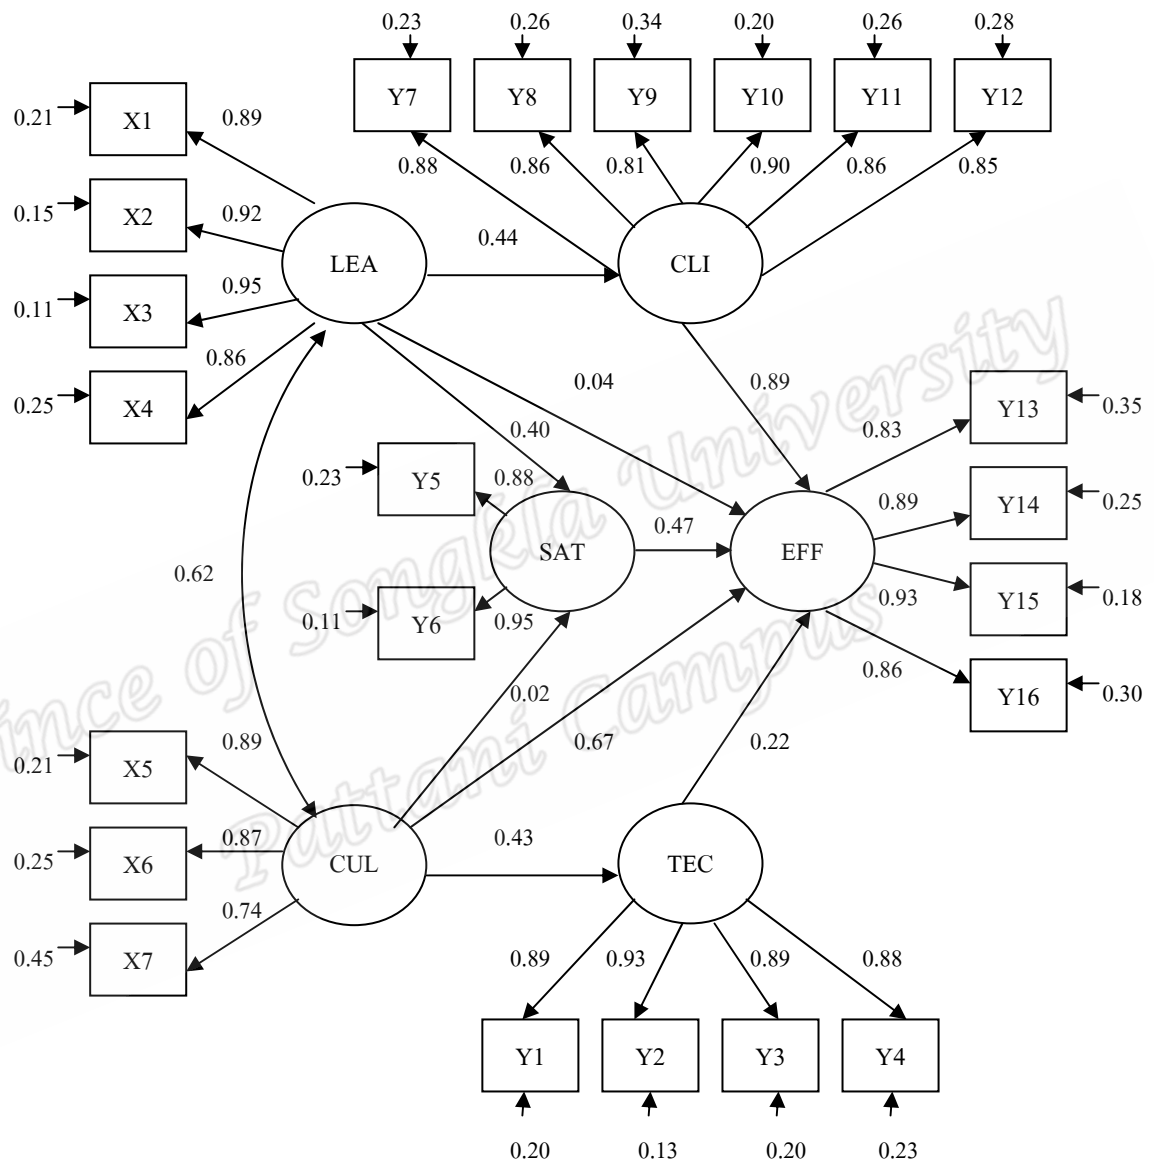 0.23 0.26 0.34 0.20 0.26 0.28
Y7 Y8 Y9 Y10 Y11 Y12
0.21 X1 0.89
0.88 0.86 0.81 0.90 0.86 0.85
0.15 X2 0.92
0.44
LEA CLI
0.95
0.11 X3
0.86
0.04 0.89
0.25 X4
Y13 0.35
0.40 0.83
0.23 Y5 0.88
0.89 Y14 0.25
0.47
SAT EFF
0.62
0.93 Y15 0.18
0.11 Y6 0.95
0.86
0.02 Y16 0.30
0.89 0.67 0.22
0.21 X5
0.87
0.43
0.25 X6 CUL TEC
0.74
0.45 X7
0.89 0.93 0.89 0.88
Y1 Y2 Y3 Y4
0.20 0.13 0.20 0.23
ince of Songkla University
Pattani Campus